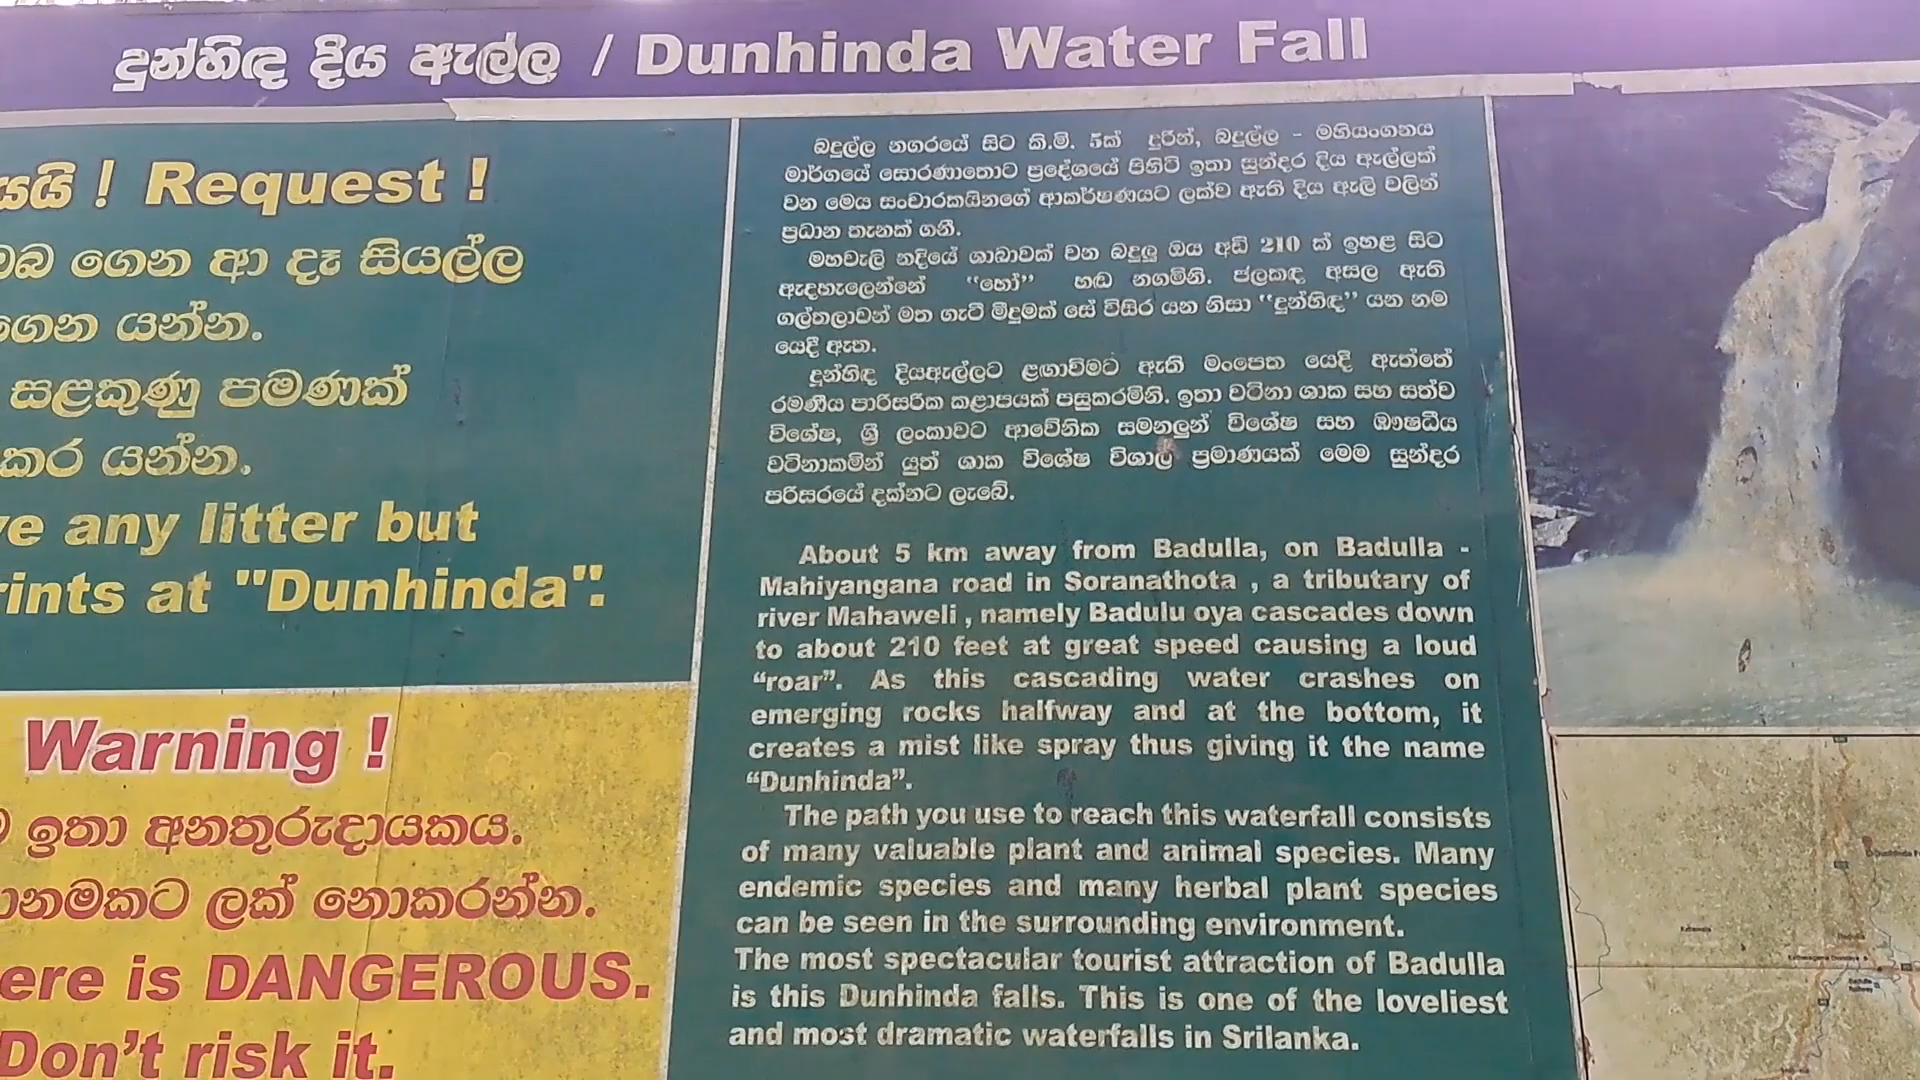 දුන්හිඳ දිය ඇල්ල / Dunhinda Water Fall
! Request !
ගෙන ආ දෑ සියල්ල
ගෙන යන්න.
සළකුණු පමණක්
කර යන්න.
any litter but
at "Dunhinda".
Warning !
ඉතා අනතුරුදායකය.
ලක් නොකරන්න.
is DANGEROUS.
Don't risk it.
බදුල්ල නගරයේ සිට කි.මි. 5ක් දුරින්, බදුල්ල - මහියංගනය
මාර්ගයේ සොරණාතොට ප්‍රදේශයේ පිහිටි ඉතා සුන්දර දිය ඇල්ලක්
වන මෙය සංචාරකයිනගේ ආකර්ෂණයට ලක්ව ඇති දිය ඇලි වලින්
ප්‍රධාන තැනක් ගනී.
මහවැලි නදියේ ශාඛාවක් වන බදුලු ඔය අඩි 210 ක් ඉහළ සිට
ඇදහැලෙන්නේ “හෝ” හඬ නගමිනි. ජලකඳ අසල ඇති
ගල්තලාවන් මත ගැටී මීදුමක් සේ විසිර යන නිසා “දුන්හිඳ” යන නම
යෙදී ඇත.
දුන්හිඳ දියඇල්ලට ළඟාවීමට ඇති මංපෙත යෙදි ඇත්තේ
රමණීය පාරිසරික කළාපයක් පසුකරමිනි. ඉතා වටිනා ශාක සහ සත්ව
විශේෂ, ශ්‍රී ලංකාවට ආවේනික සමනලුන් විශේෂ සහ ඖෂධීය
වටිනාකමින් යුත් ශාක විශේෂ විශාල ප්‍රමාණයක් මෙම සුන්දර
පරිසරයේ දක්නට ලැබේ.
About 5 km away from Badulla, on Badulla -
Mahiyangana road in Soranathota , a tributary of
river Mahaweli , namely Badulu oya cascades down
to about 210 feet at great speed causing a loud
“roar”. As this cascading water crashes on
emerging rocks halfway and at the bottom, it
creates a mist like spray thus giving it the name
“Dunhinda”.
The path you use to reach this waterfall consists
of many valuable plant and animal species. Many
endemic species and many herbal plant species
can be seen in the surrounding environment.
The most spectacular tourist attraction of Badulla
is this Dunhinda falls. This is one of the loveliest
and most dramatic waterfalls in Srilanka.